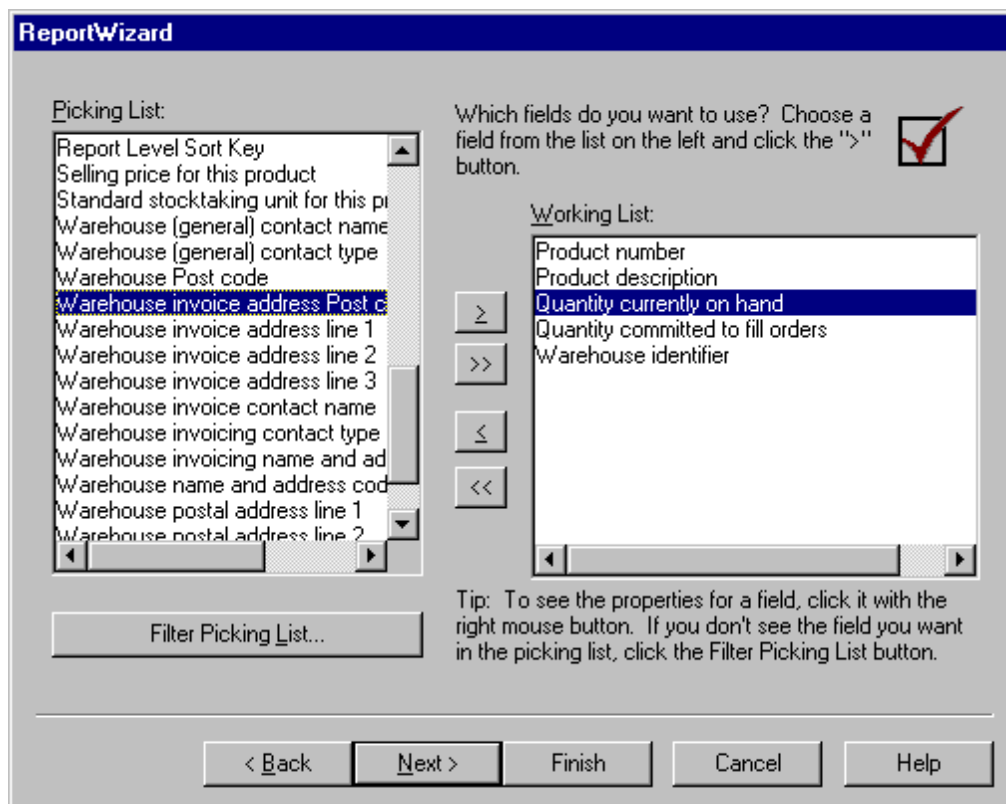 ReportWizard
Picking List:
Report Level Sort Key
Selling price for this product
Standard stocktaking unit for this pr
Warehouse (general) contact name
Warehouse (general) contact type
Warehouse Post code
Warehouse invoice address Post c
Warehouse invoice address line 1
Warehouse invoice address line 2
Warehouse invoice address line 3
Warehouse invoice contact name
Warehouse invoicing contact type
Warehouse invoicing name and ad
Warehouse name and address cod
Warehouse postal address line 1
Warehouse postal address line 2
Filter Picking List...
Which fields do you want to use? Choose a
field from the list on the left and click the ">"
button.
>
>>
<
<<
Working List:
Product number
Product description
Quantity currently on hand
Quantity committed to fill orders
Warehouse identifier
Tip: To see the properties for a field, click it with the
right mouse button. If you don't see the field you want
in the picking list, click the Filter Picking List button.
< Back
Next >
Finish
Cancel
Help